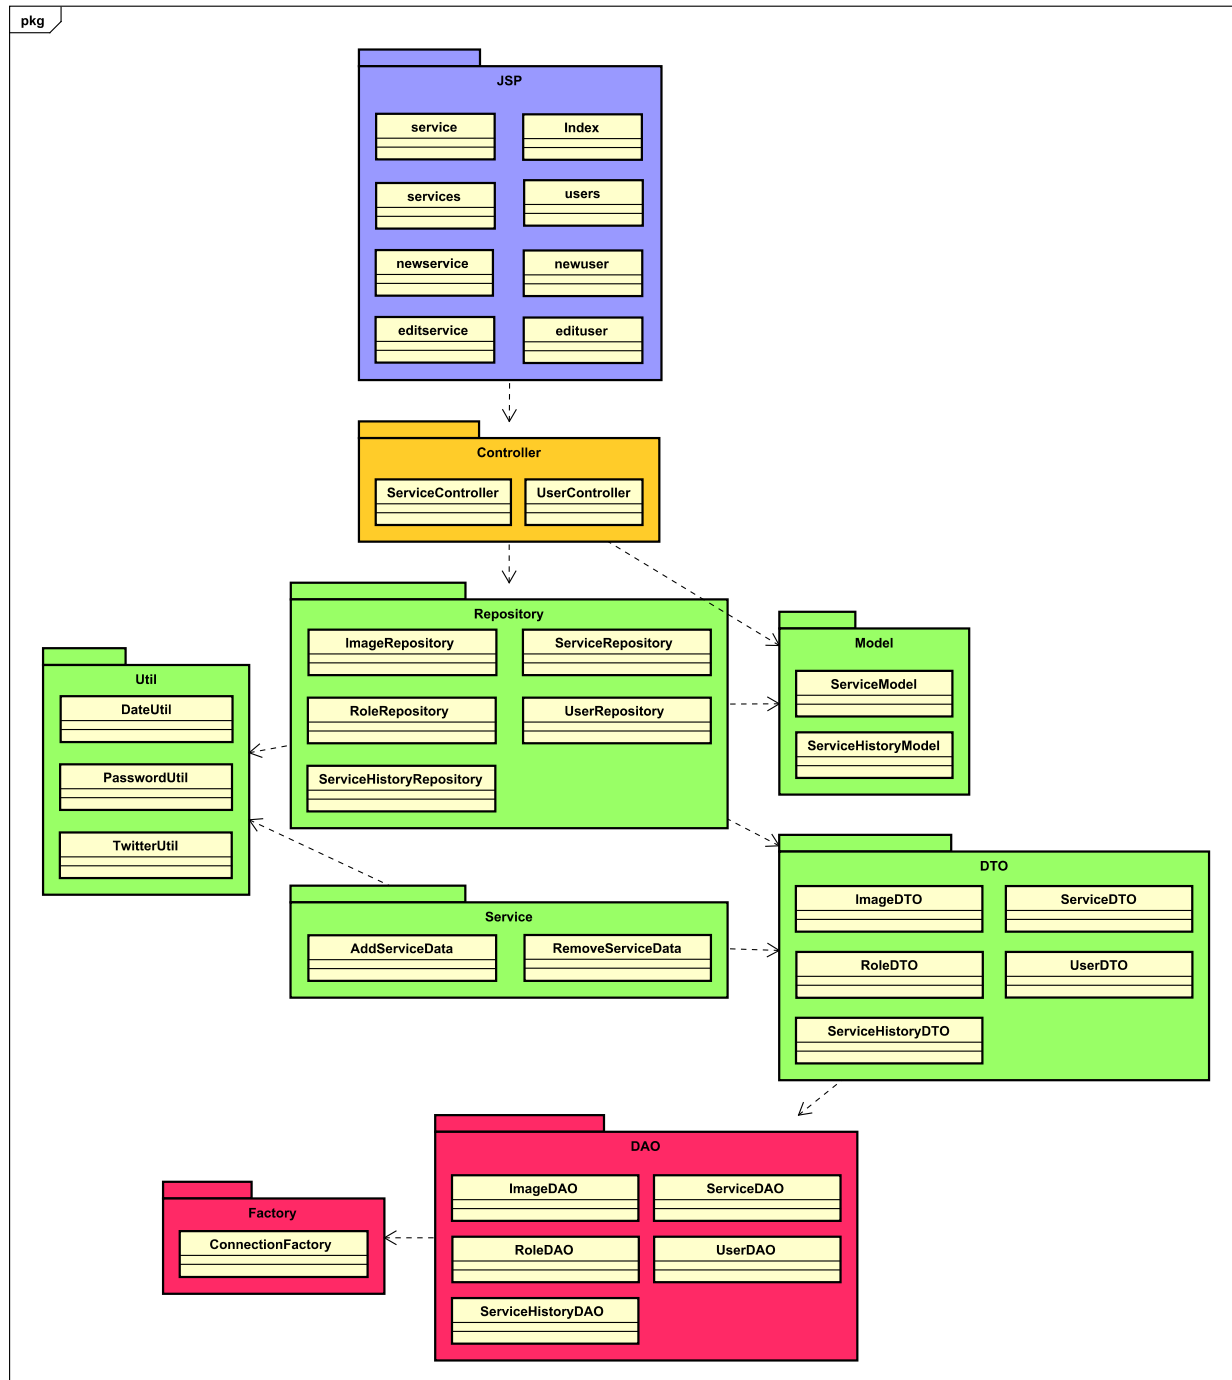 pkg
JSP
service
Index
services
users
newservice
newuser
editservice
edituser
Controller
ServiceController
UserController
Repository
ImageRepository
ServiceRepository
RoleRepository
UserRepository
ServiceHistoryRepository
Model
ServiceModel
ServiceHistoryModel
Util
DateUtil
PasswordUtil
TwitterUtil
Service
AddServiceData
RemoveServiceData
DTO
ImageDTO
ServiceDTO
RoleDTO
UserDTO
ServiceHistoryDTO
DAO
ImageDAO
ServiceDAO
RoleDAO
UserDAO
ServiceHistoryDAO
Factory
ConnectionFactory